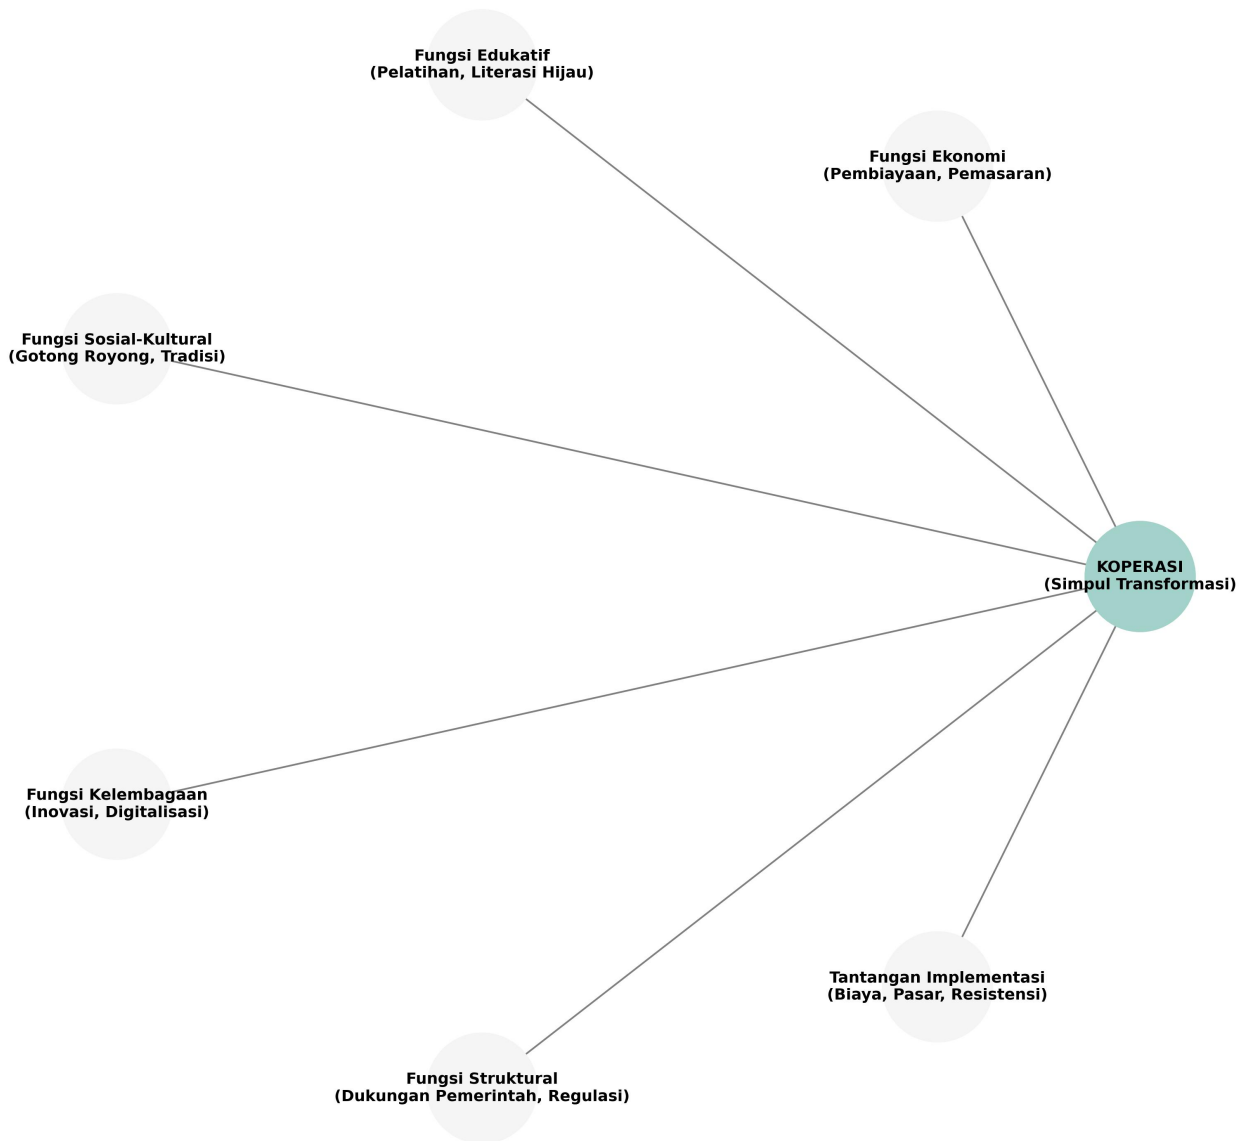 Fungsi Edukatif
(Pelatihan, Literasi Hijau)
Fungsi Ekonomi
(Pembiayaan, Pemasaran)
Fungsi Sosial-Kultural
(Gotong Royong, Tradisi)
KOPERASI
(Simpul Transformasi)
Fungsi Kelembagaan
(Inovasi, Digitalisasi)
Tantangan Implementasi
(Biaya, Pasar, Resistensi)
Fungsi Struktural
(Dukungan Pemerintah, Regulasi)